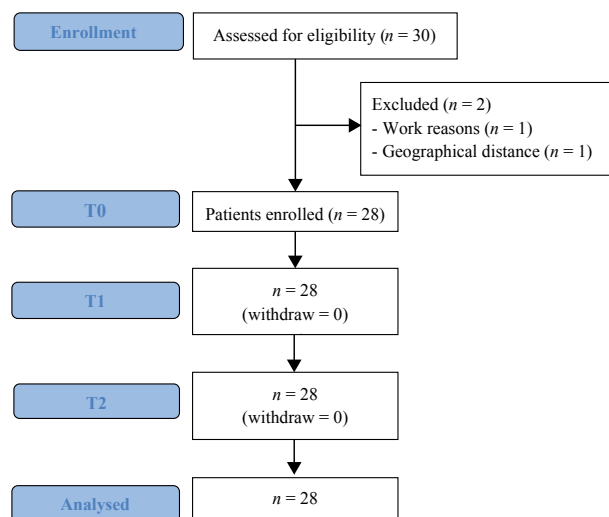 Enrollment
Assessed for eligibility (n = 30)
Excluded (n = 2)
- Work reasons (n = 1)
- Geographical distance (n = 1)
T0
Patients enrolled (n = 28)
T1
n = 28
(withdraw = 0)
T2
n = 28
(withdraw = 0)
Analysed
n = 28